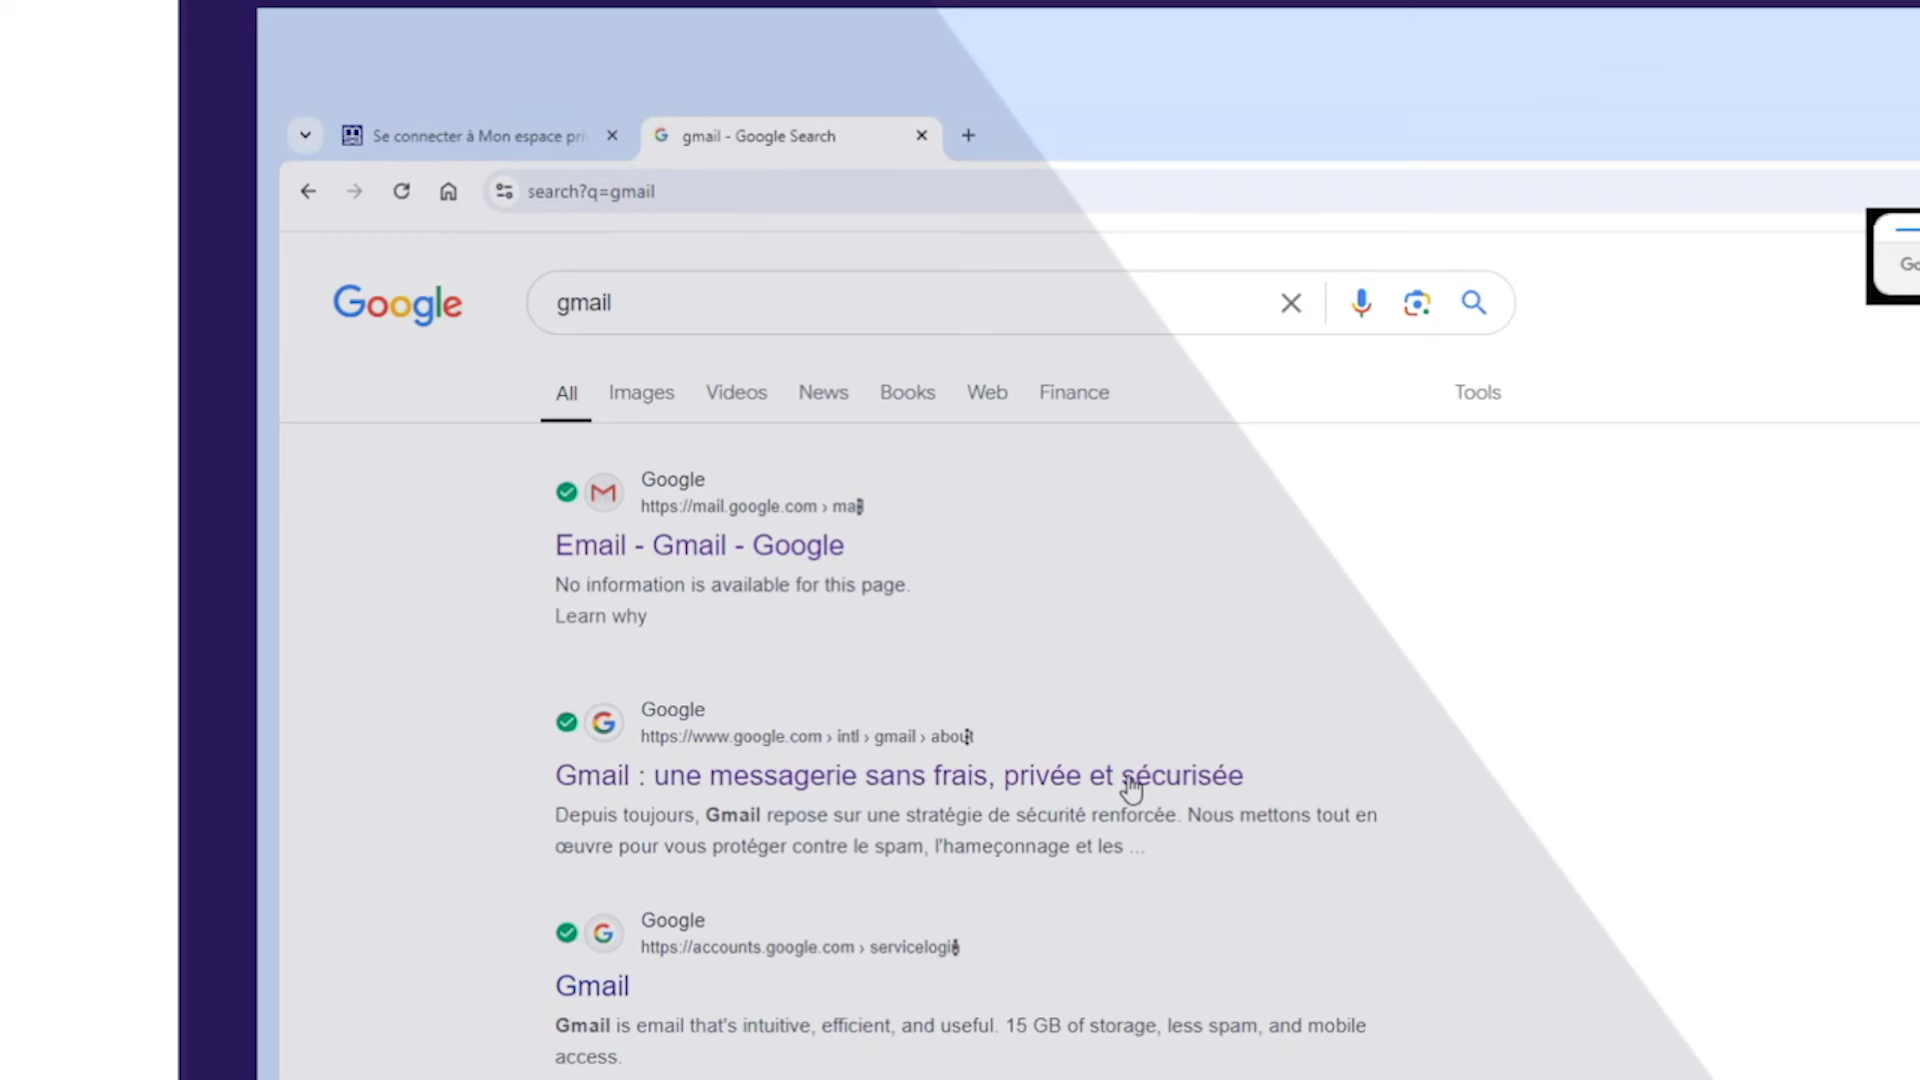 Se connecter à Mon espace pri
gmail - Google Search
search?q=gmail
Google
gmail
All Images Videos News Books Web Finance Tools
Google
https://mail.google.com ›
Email - Gmail - Google
No information is available for this page.
Learn why
Google
https://www.google.com › intl › gmail › about
Gmail : une messagerie sans frais, privée et sécurisée
Depuis toujours, Gmail repose sur une stratégie de sécurité renforcée. Nous mettons tout en
œuvre pour vous protéger contre le spam, l'hameçonnage et les ...
Google
https://accounts.google.com › servicelogin
Gmail
Gmail is email that's intuitive, efficient, and useful. 15 GB of storage, less spam, and mobile
access.